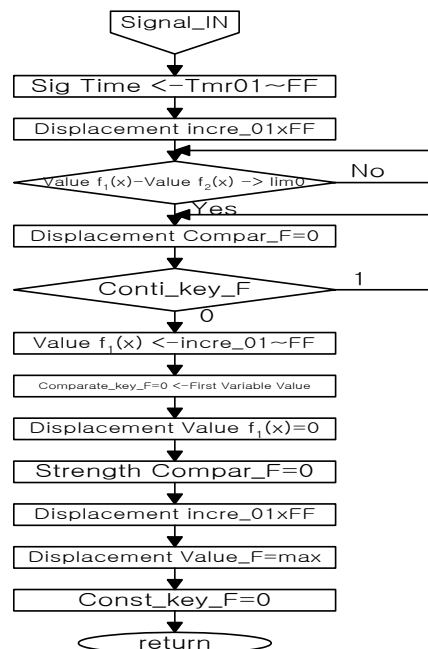 Signal_IN
Sig Time <-Tmr01~FF
Displacement incre_01xFF
Value f₁(x)-Value f₂(x) -> lim0
No
Yes
Displacement Compar_F=0
Conti_key_F
1
0
Value f₁(x) <-incre_01~FF
Comparate_key_F=0 <-First Variable Value
Displacement Value f₁(x)=0
Strength Compar_F=0
Displacement incre_01xFF
Displacement Value_F=max
Const_key_F=0
return